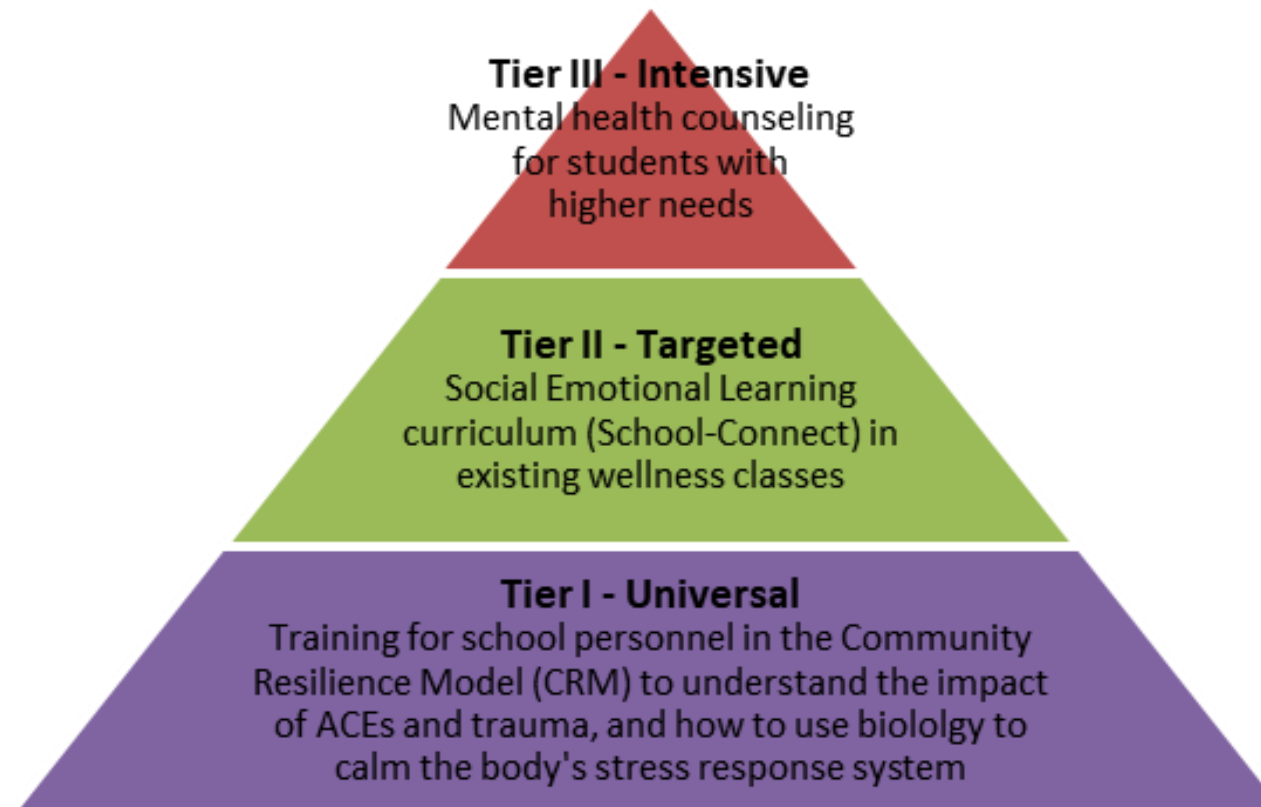 Tier III - Intensive
Mental health counseling
for students with
higher needs
Tier II - Targeted
Social Emotional Learning
curriculum (School-Connect) in
existing wellness classes
Tier I - Universal
Training for school personnel in the Community
Resilience Model (CRM) to understand the impact
of ACEs and trauma, and how to use biololgy to
calm the body's stress response system